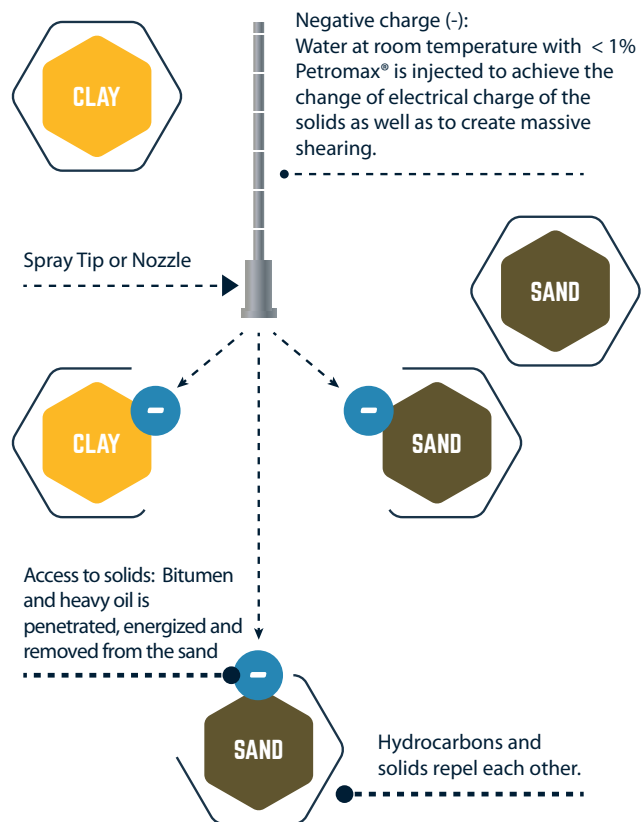 CLAY
Negative charge (-):
Water at room temperature with < 1%
Petromax® is injected to achieve the
change of electrical charge of the
solids as well as to create massive
shearing.
Spray Tip or Nozzle
SAND
-
CLAY
-
SAND
Access to solids: Bitumen
and heavy oil is
penetrated, energized and
removed from the sand
-
SAND
Hydrocarbons and
solids repel each other.